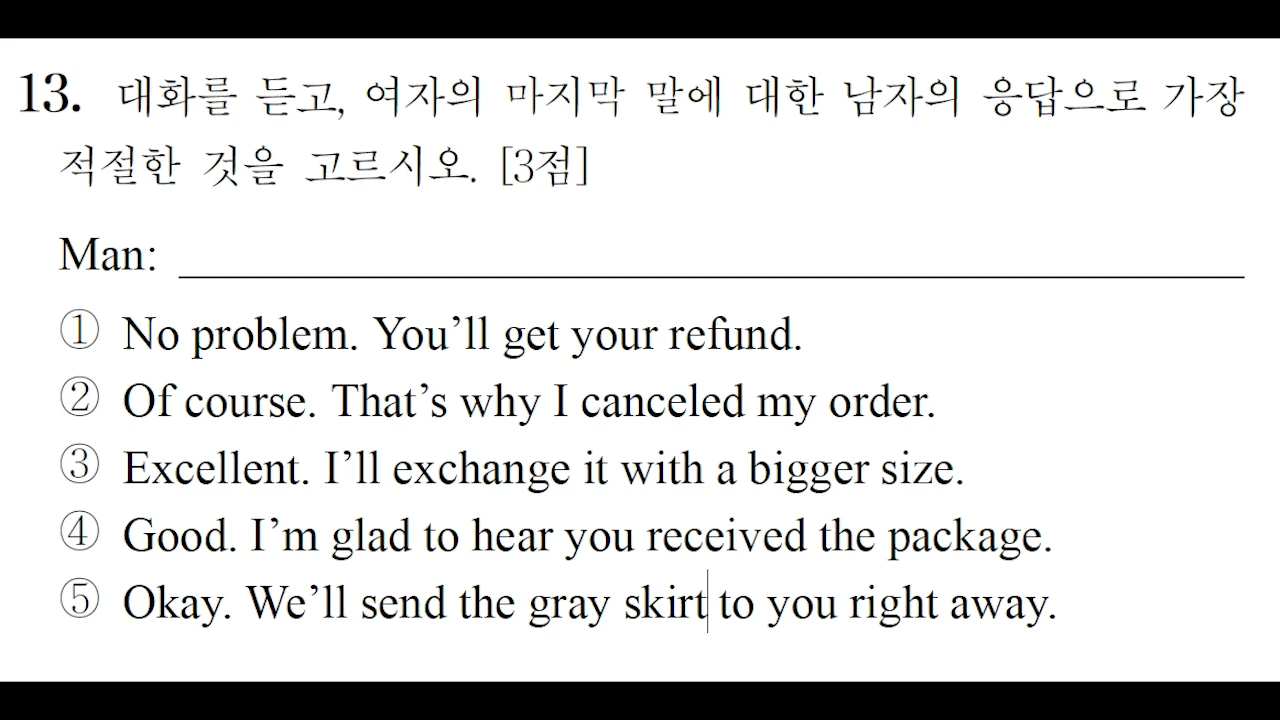 13. 대화를 듣고, 여자의 마지막 말에 대한 남자의 응답으로 가장
적절한 것을 고르시오. [3점]
Man:
① No problem. You’ll get your refund.
② Of course. That’s why I canceled my order.
③ Excellent. I’ll exchange it with a bigger size.
④ Good. I’m glad to hear you received the package.
⑤ Okay. We’ll send the gray skirt to you right away.